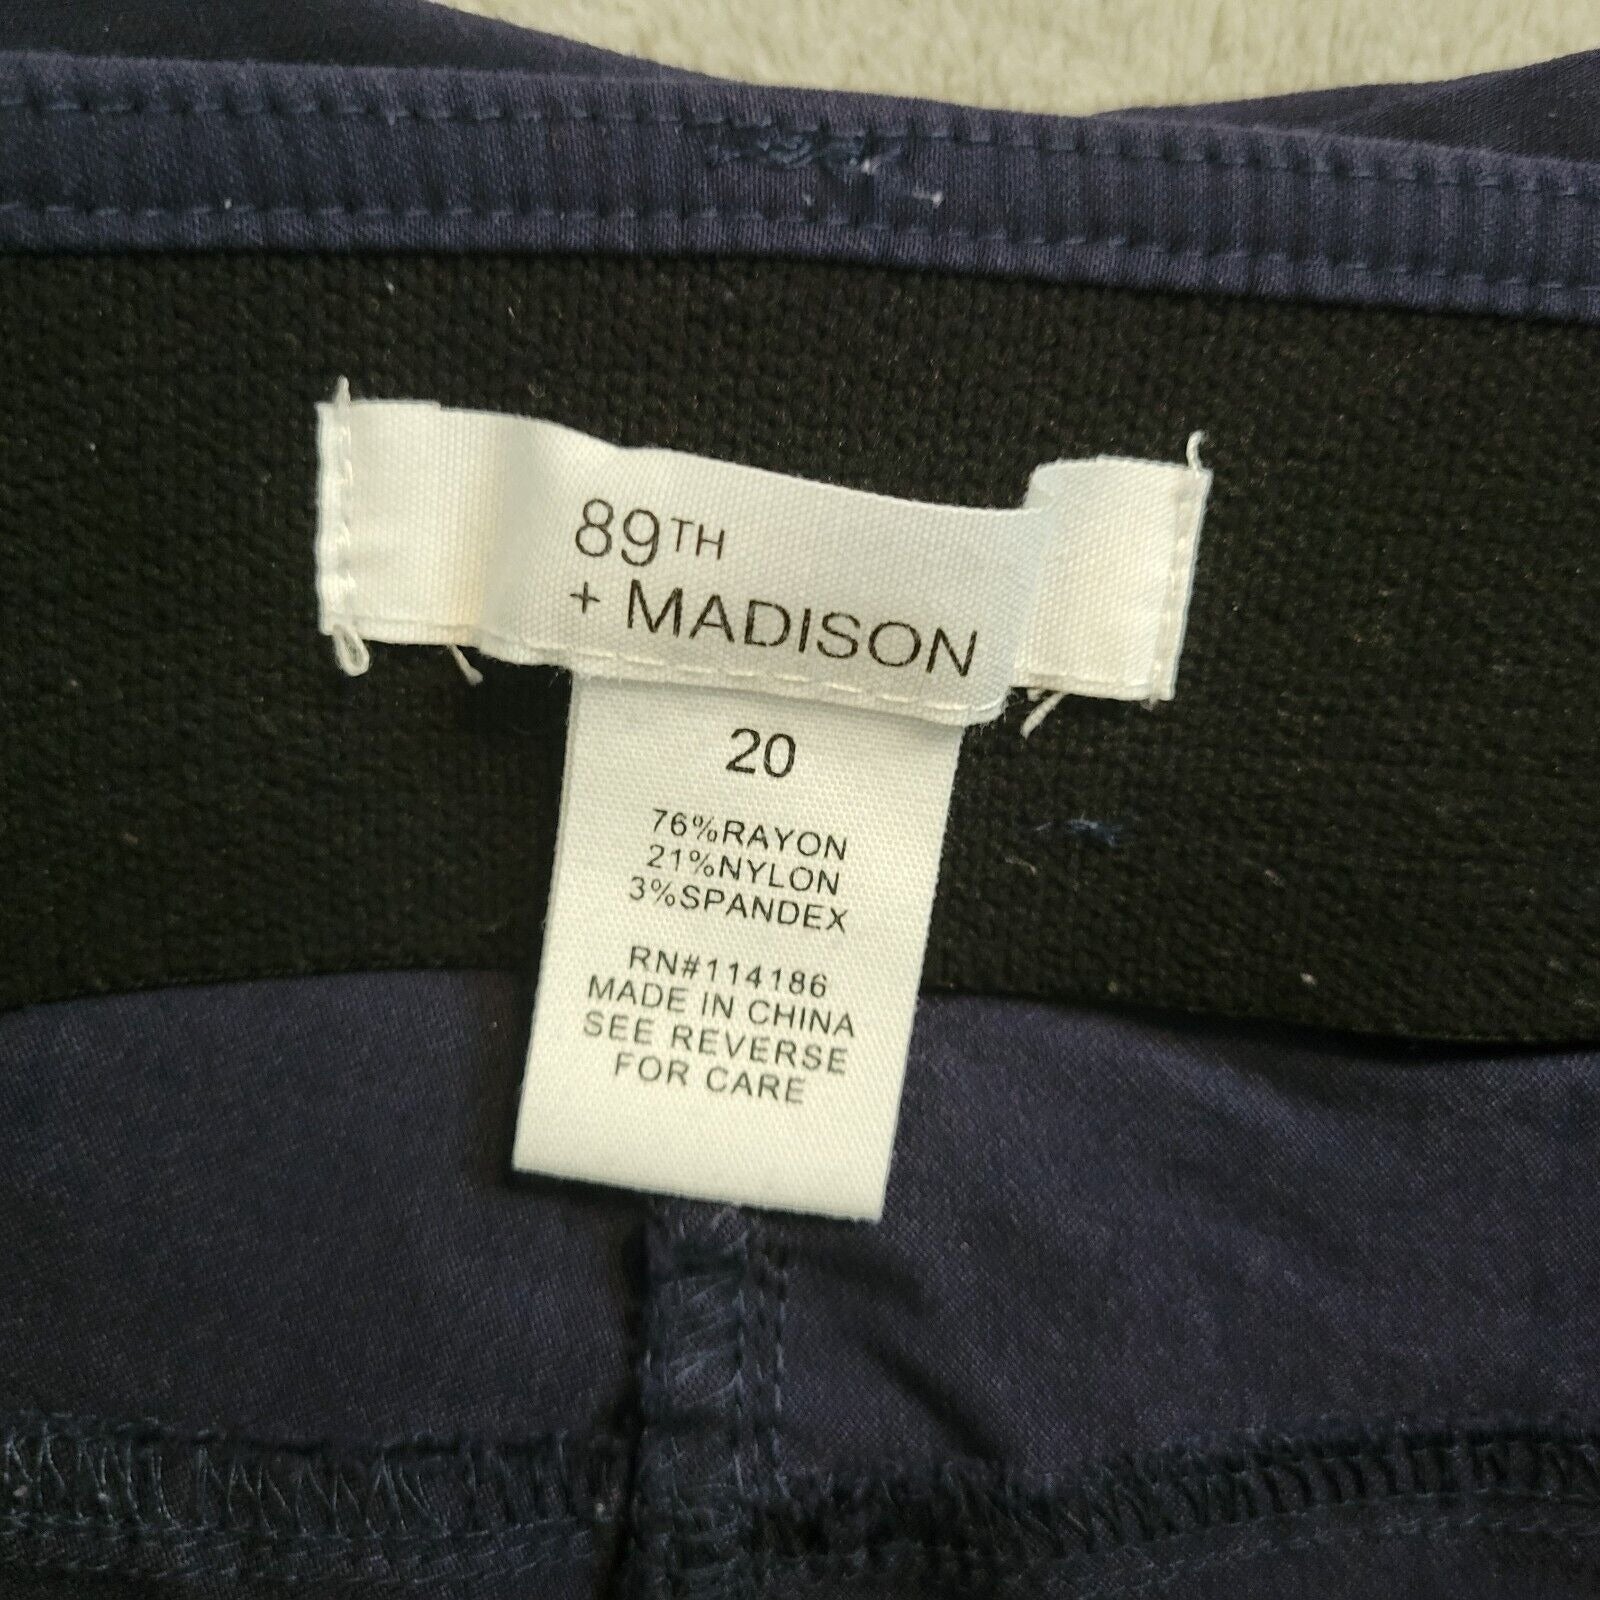 89TH
+ MADISON
20
76%RAYON
21%NYLON
3%SPANDEX
RN#114186
MADE IN CHINA
SEE REVERSE
FOR CARE